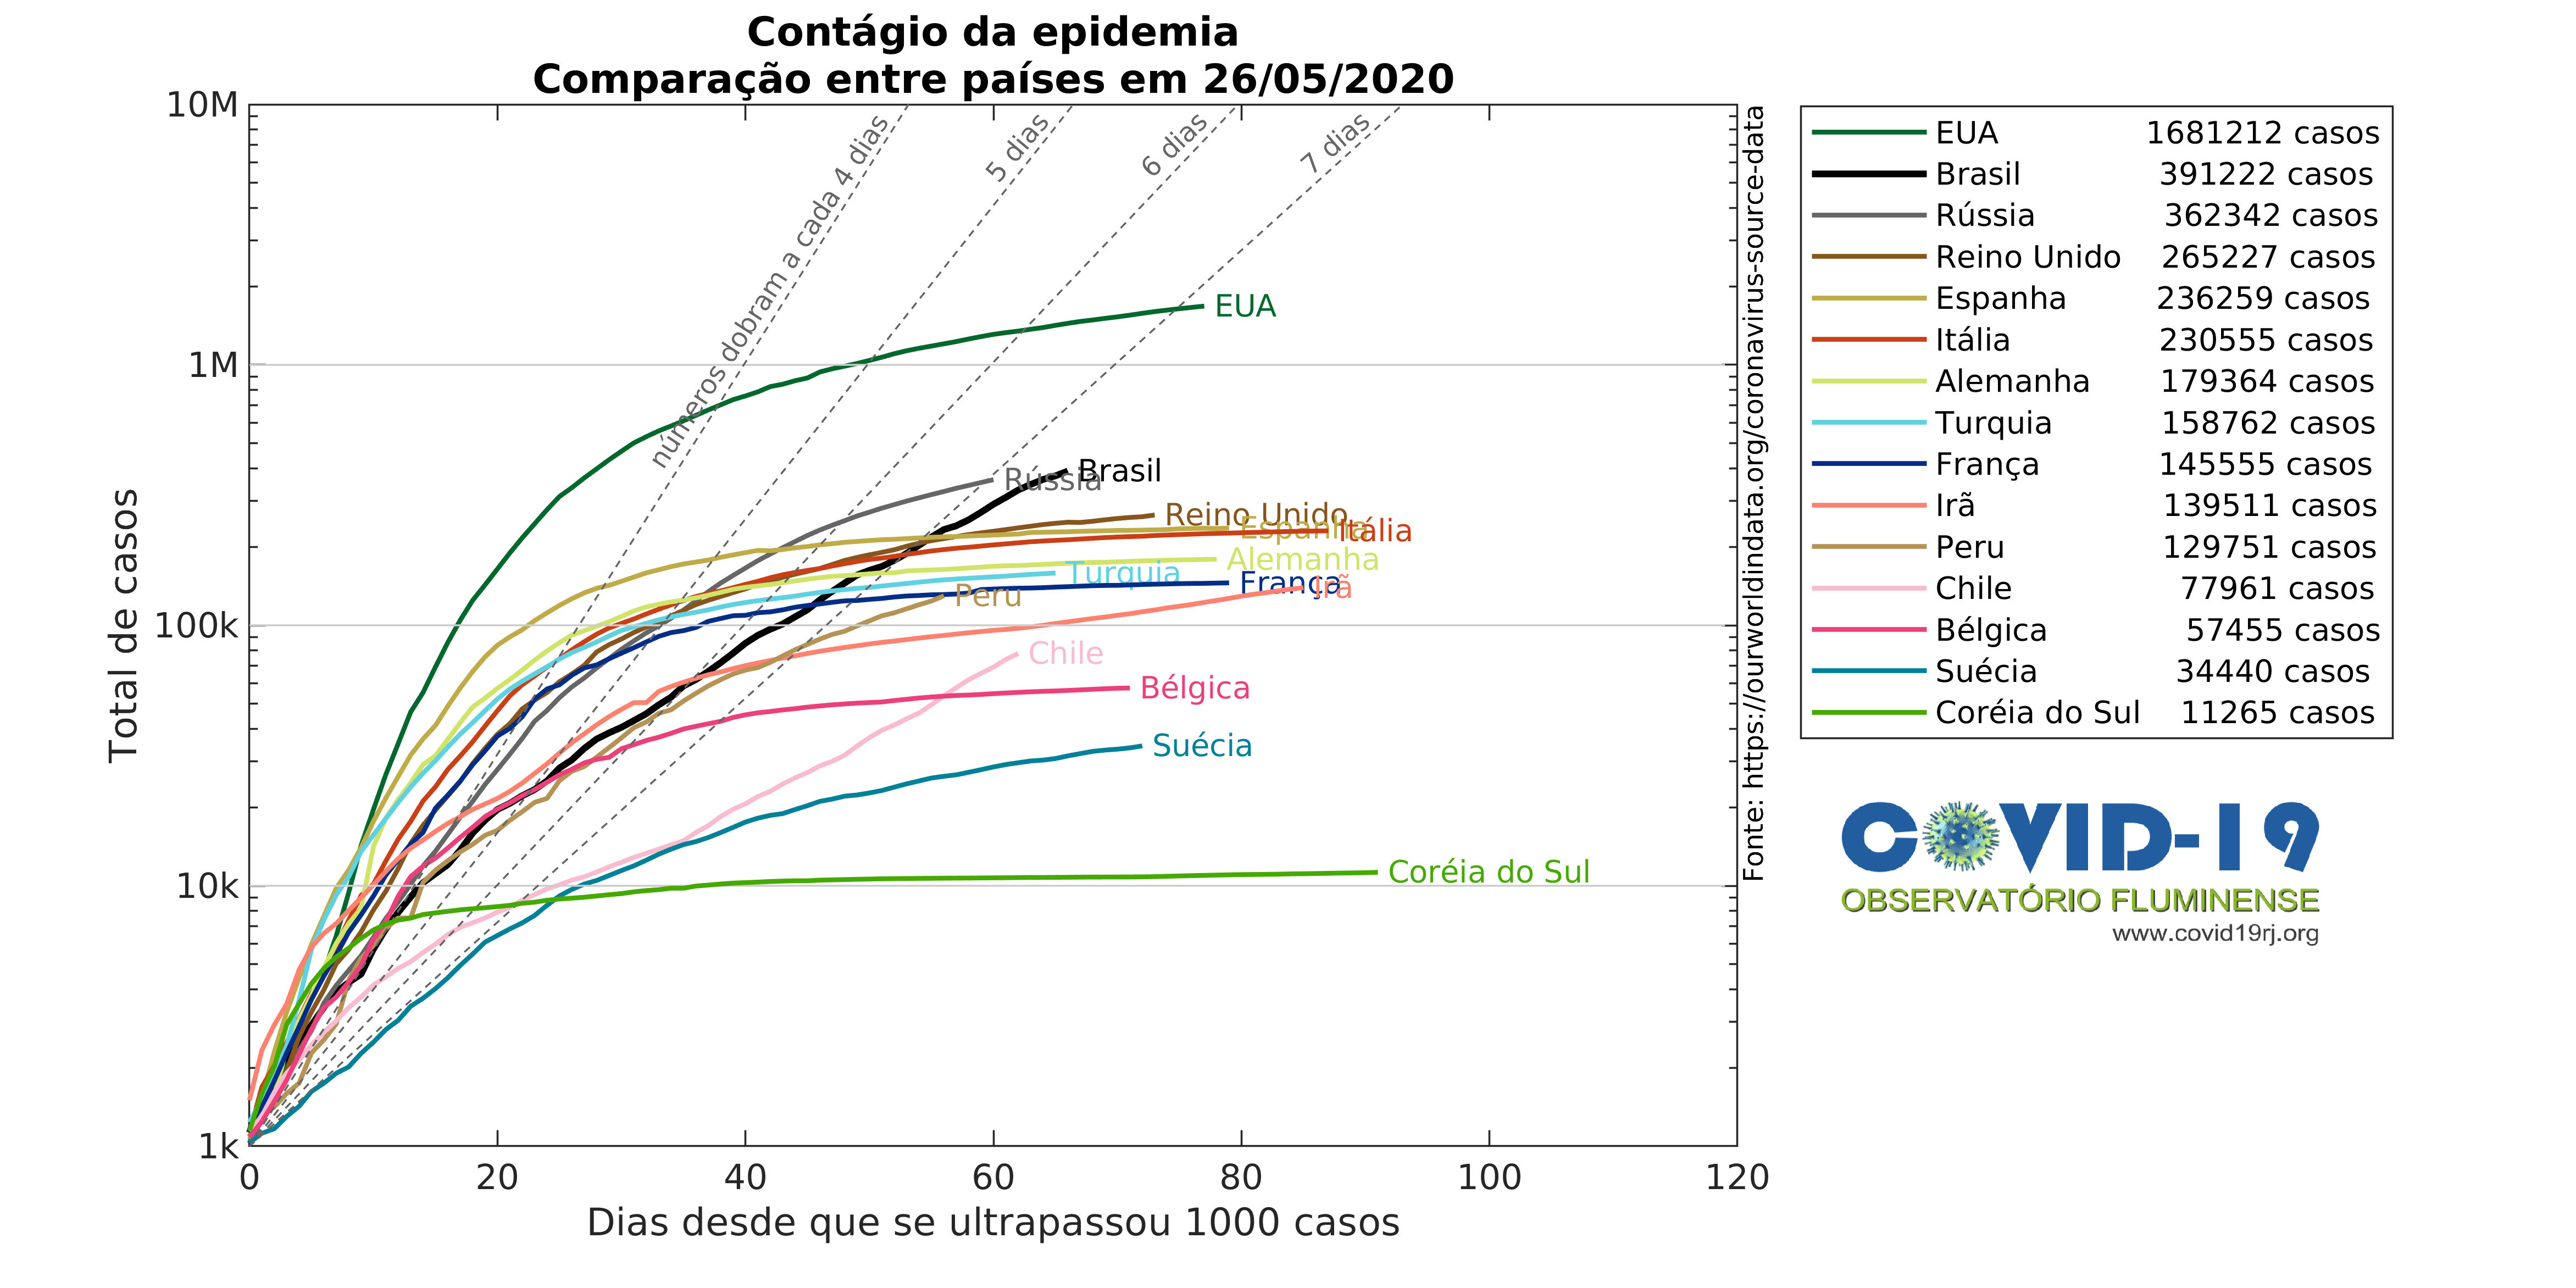 Contágio da epidemia
Comparação entre países em 26/05/2020
10M
1M
100k
10k
1k
Total de casos
0 20 40 60 80 100 120
Dias desde que se ultrapassou 1000 casos
números dobram a cada 4 dias
5 dias
6 dias
7 dias
EUA
Rússia
Brasil
Reino Unido
Espanha
Itália
Alemanha
Turquia
França
Irã
Peru
Chile
Bélgica
Suécia
Coréia do Sul
Fonte: https://ourworldindata.org/coronavirus-source-data
EUA 1681212 casos
Brasil 391222 casos
Rússia 362342 casos
Reino Unido 265227 casos
Espanha 236259 casos
Itália 230555 casos
Alemanha 179364 casos
Turquia 158762 casos
França 145555 casos
Irã 139511 casos
Peru 129751 casos
Chile 77961 casos
Bélgica 57455 casos
Suécia 34440 casos
Coréia do Sul 11265 casos
COVID-19
OBSERVATÓRIO FLUMINENSE
www.covid19rj.org